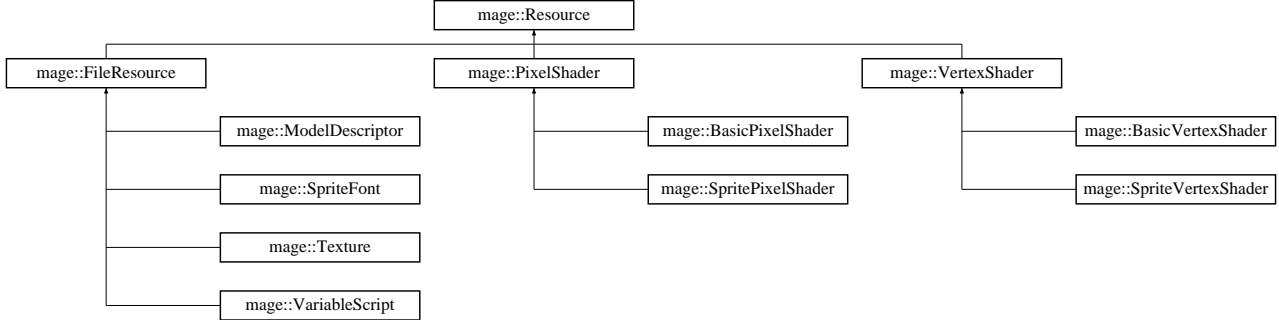 mage::Resource
mage::FileResource
mage::PixelShader
mage::VertexShader
mage::ModelDescriptor
mage::BasicPixelShader
mage::BasicVertexShader
mage::SpriteFont
mage::SpritePixelShader
mage::SpriteVertexShader
mage::Texture
mage::VariableScript